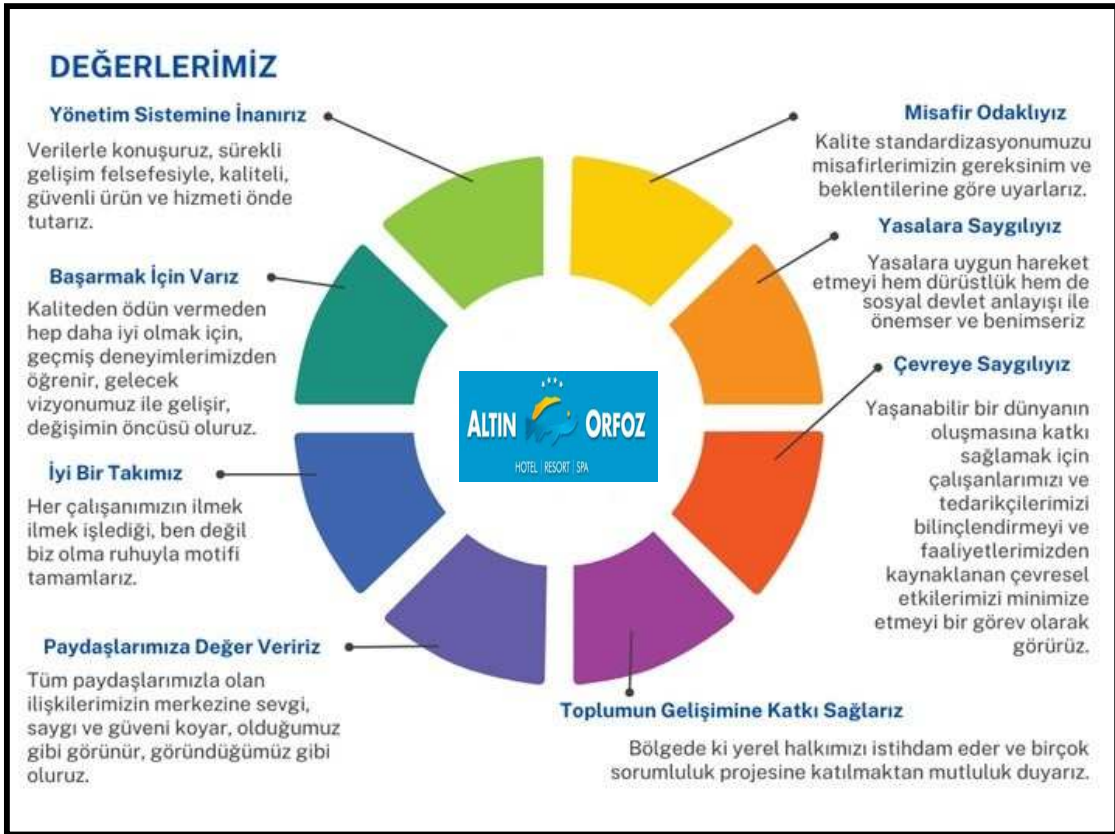 DEĞERLERİMİZ
Yönetim Sistemine İnanırız
Verilerle konuşuruz, sürekli
gelişim felsefesiyle, kaliteli,
güvenli ürün ve hizmeti önde
tutarız.
Başarmak İçin Varız
Kaliteden ödün vermeden
hep daha iyi olmak için,
geçmiş deneyimlerimizden
öğrenir, gelecek
vizyonumuz ile gelişir,
değişimin öncüsü oluruz.
İyi Bir Takımız
Her çalışanımızın ilmek
ilmek işlediği, ben değil
biz olma ruhuyla motifi
tamamlarız.
Paydaşlarımıza Değer Veririz
Tüm paydaşlarımızla olan
ilişkilerimizin merkezine sevgi,
saygı ve güveni koyar, olduğumuz
gibi görünür, göründüğümüz gibi
oluruz.
ALTIN ORFOZ
HOTEL | RESORT | SPA
Misafir Odaklıyız
Kalite standardizasyonumuzu
misafirlerimizin gereksinim ve
beklentilerine göre uyarlarız.
Yasalara Saygılıyız
Yasalara uygun hareket
etmeyi hem dürüstlük hem de
sosyal devlet anlayışı ile
önemser ve benimseriz
Çevreye Saygılıyız
Yaşanabilir bir dünyanın
oluşmasına katkı
sağlamak için
çalışanlarımızı ve
tedarikçilerimizi
bilinçlendirmeyi ve
faaliyetlerimizden
kaynaklanan çevresel
etkilerimizi minimize
etmeyi bir görev olarak
görürüz.
Toplumun Gelişimine Katkı Sağlarız
Bölgede ki yerel halkımızı istihdam eder ve birçok
sorumluluk projesine katılmaktan mutluluk duyarız.